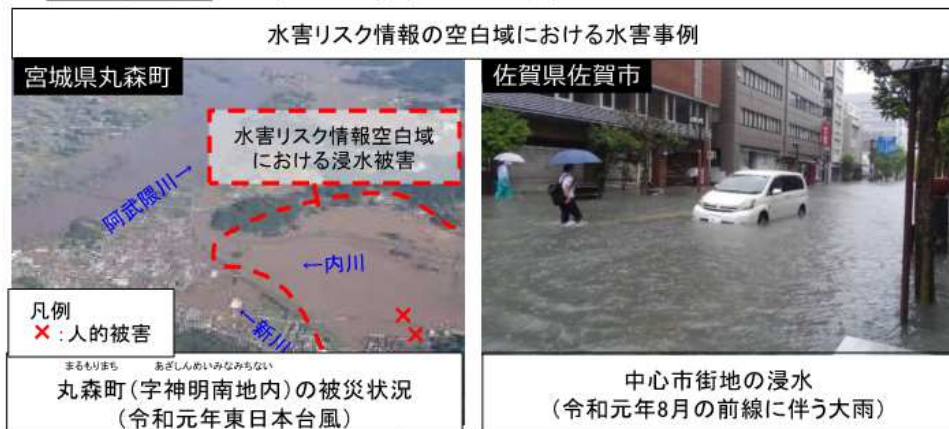 水害リスク情報の空白域における水害事例
宮城県丸森町
水害リスク情報空白域
における浸水被害
阿武隈川→
←内川
←新川
凡例
×：人的被害
まるもりまち　あざしんめいみなみちない
丸森町(字神明南地内)の被災状況
(令和元年東日本台風)
佐賀県佐賀市
中心市街地の浸水
(令和元年8月の前線に伴う大雨)